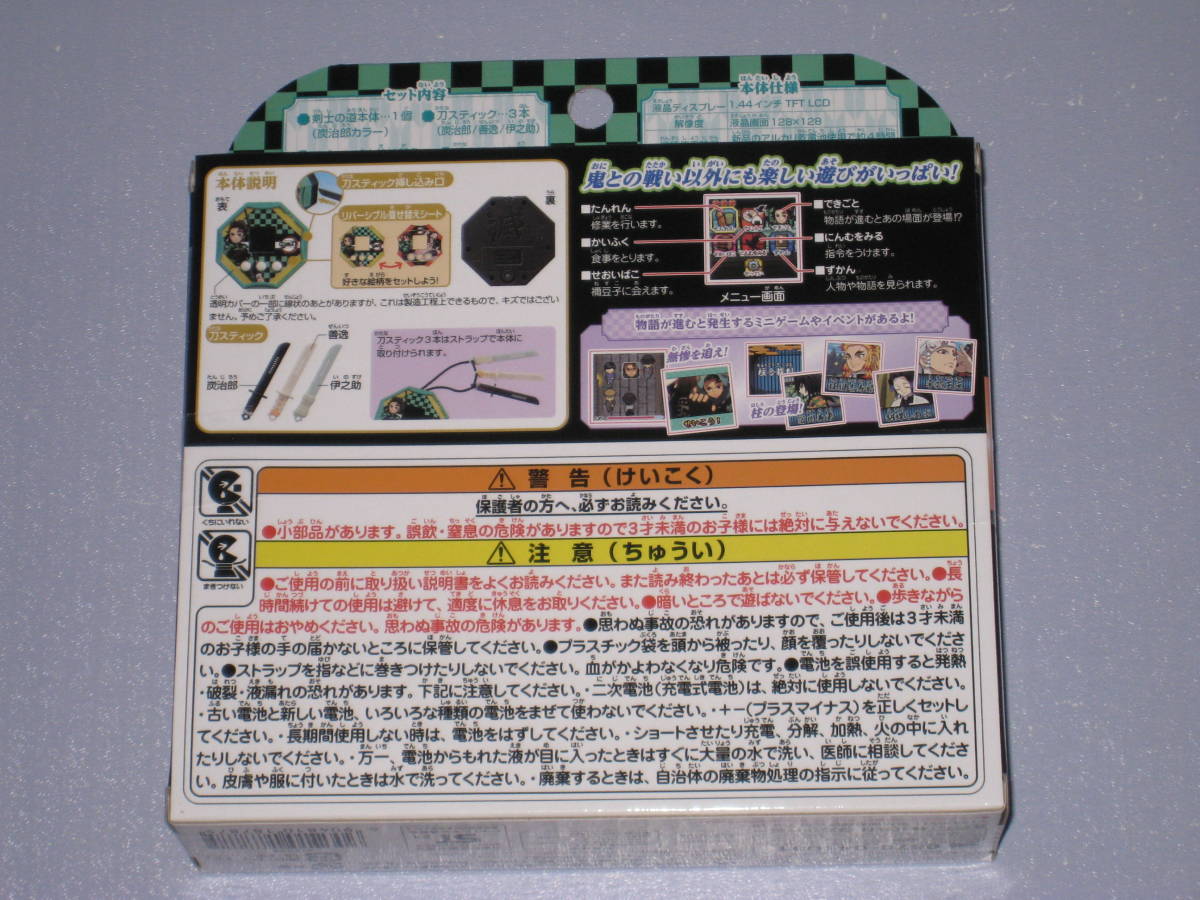 セット内容
●剣士の道本体…1個
(炭治郎カラー)
●刀スティック…3本
(炭治郎/善逸/伊之助)
本体仕様
液晶ディスプレー 1.44インチ TFT LCD
解像度 液晶画面128×128
本体説明
刀スティック挿し込み口
表
裏
リバーシブル着せ替えシート
好きな絵柄をセットしよう!
透明カバーの一部に線状のあとがありますが、これは製造工程上できるもので、キズではござい
ません。予めご了承ください。
刀スティック
善逸
炭治郎
伊之助
刀スティック3本はストラップで本体に
取り付けられます。
鬼との戦い以外にも楽しい遊びがいっぱい!
■たんれん
修業を行います。
■かいふく
食事をとります。
■せおいばこ
禰豆子に会えます。
メニュー画面
■できごと
物語が進むとあの場面が登場!?
■にんむをみる
指令をうけます。
■ずかん
人物や物語を見られます。
物語が進むと発生するミニゲームやイベントがあるよ!
無惨を追え!
せいこう!
柱の登場!
くちにいれない
まきつけない
警告(けいこく)
保護者の方へ、必ずお読みください。
●小部品があります。誤飲・窒息の危険がありますので3才未満のお子様には絶対に与えないでください。
注意(ちゅうい)
●ご使用の前に取り扱い説明書をよくお読みください。また読み終わったあとは必ず保管してください。●長
時間続けての使用は避けて、適度に休息をお取りください。●暗いところで遊ばないでください。●歩きながら
のご使用はおやめください。思わぬ事故の危険があります。●思わぬ事故の恐れがありますので、ご使用後は3才未満
のお子様の手の届かないところに保管してください。●プラスチック袋を頭から被ったり、顔を覆ったりしないでくださ
い。●ストラップを指などに巻きつけたりしないでください。血がかよわなくなり危険です。●電池を誤使用すると発熱
・破裂・液漏れの恐れがあります。下記に注意してください。・二次電池(充電式電池)は、絶対に使用しないでください。
・古い電池と新しい電池、いろいろな種類の電池をまぜて使わないでください。・+-(プラスマイナス)を正しくセットし
てください。・長期間使用しない時は、電池をはずしてください。・ショートさせたり充電、分解、加熱、火の中に入れ
たりしないでください。・万一、電池からもれた液が目に入ったときはすぐに大量の水で洗い、医師に相談してくださ
い。皮膚や服に付いたときは水で洗ってください。・廃棄するときは、自治体の廃棄物処理の指示に従ってください。